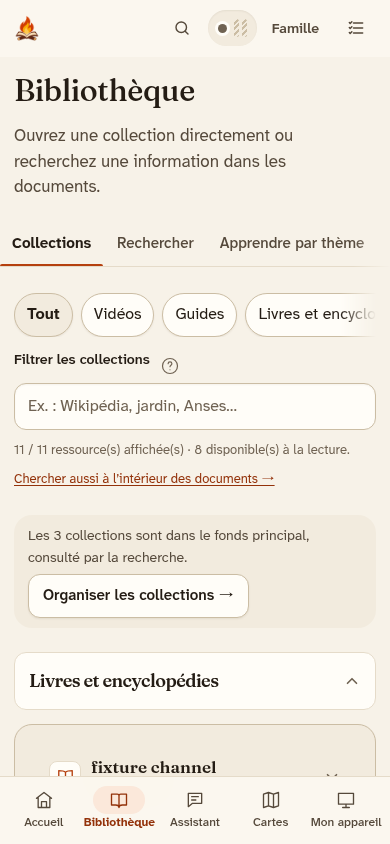 Famille
Bibliothèque
Ouvrez une collection directement ou
recherchez une information dans les
documents.
Collections
Rechercher
Apprendre par thème
Tout
Vidéos
Guides
Livres et encyclo
Filtrer les collections
?
Ex. : Wikipédia, jardin, Anses...
11 / 11 ressource(s) affichée(s) · 8 disponible(s) à la lecture.
Chercher aussi à l'intérieur des documents →
Les 3 collections sont dans le fonds principal,
consulté par la recherche.
Organiser les collections →
Livres et encyclopédies
fixture channel
Accueil
Bibliothèque
Assistant
Cartes
Mon appareil